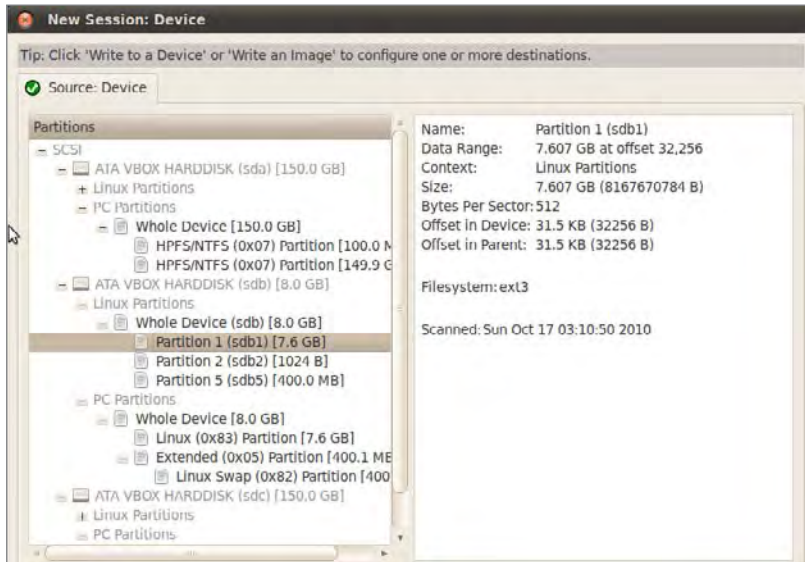 New Session: Device
Tip: Click 'Write to a Device' or 'Write an Image' to configure one or more destinations.
Source: Device
Partitions
SCSI
ATA VBOX HARDDISK (sda) [150.0 GB]
Linux Partitions
PC Partitions
Whole Device [150.0 GB]
HPFS/NTFS (0x07) Partition [100.0 M
HPFS/NTFS (0x07) Partition [149.9 G
ATA VBOX HARDDISK (sdb) [8.0 GB]
Linux Partitions
Whole Device (sdb) [8.0 GB]
Partition 1 (sdb1) [7.6 GB]
Partition 2 (sdb2) [1024 B]
Partition 5 (sdb5) [400.0 MB]
PC Partitions
Whole Device [8.0 GB]
Linux (0x83) Partition [7.6 GB]
Extended (0x05) Partition [400.1 ME
Linux Swap (0x82) Partition [400
ATA VBOX HARDDISK (sdc) [150.0 GB]
Linux Partitions
PC Partitions
Name: Partition 1 (sdb1)
Data Range: 7.607 GB at offset 32,256
Context: Linux Partitions
Size: 7.607 GB (8167670784 B)
Bytes Per Sector: 512
Offset in Device: 31.5 KB (32256 B)
Offset in Parent: 31.5 KB (32256 B)
Filesystem: ext3
Scanned: Sun Oct 17 03:10:50 2010